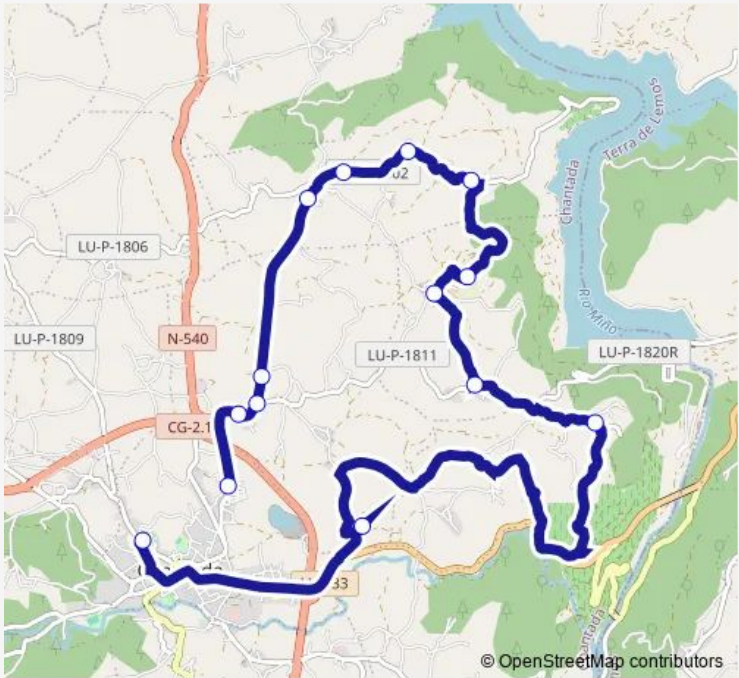 Terra de Lemos
Chantada
LU-P-1806
Río Miño
N-540
LU-P-1809
LU-P-1811
LU-P-1820R
CG-2.1
© OpenStreetMap contributors